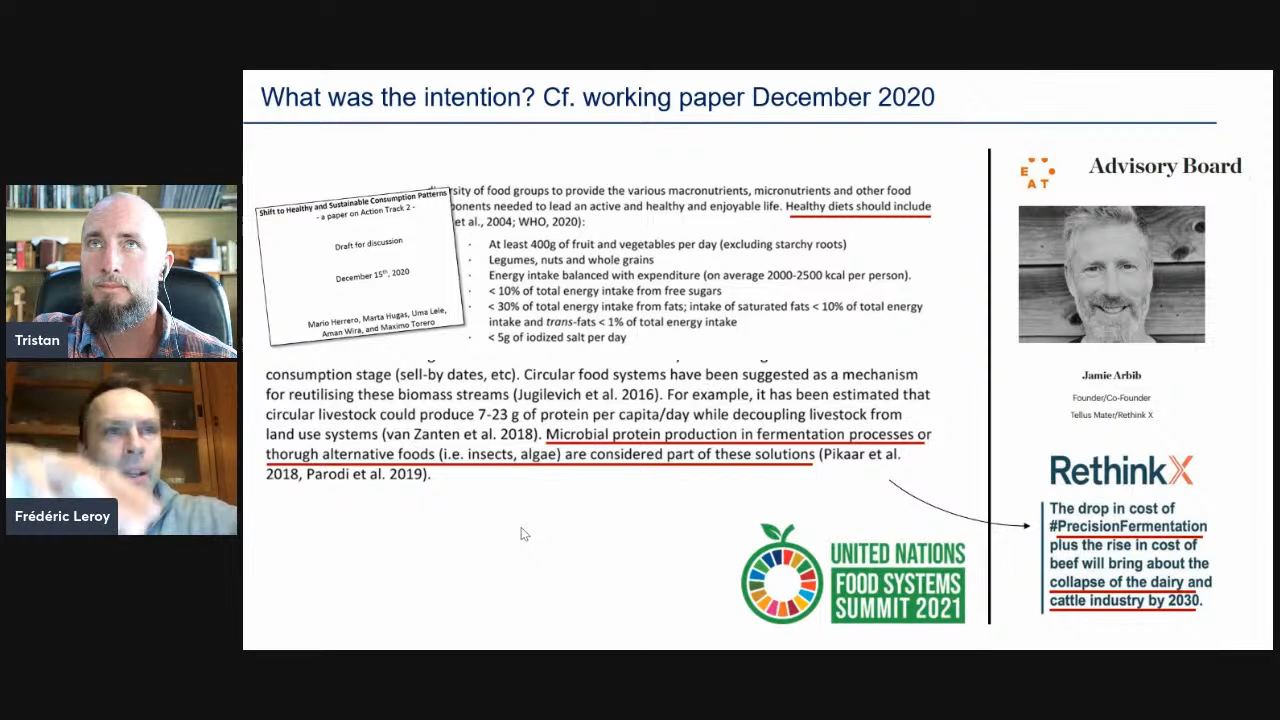 What was the intention? Cf. working paper December 2020
Shift to Healthy and Sustainable Consumption Patterns
- a paper on Action Track 2 -
Draft for discussion
December 15th, 2020
Mario Herrero, Marta Hugas, Uma Lele,
Aman Wira, and Maximo Torero
of food groups to provide the various macronutrients, micronutrients and other food
needed to lead an active and healthy and enjoyable life. Healthy diets should include
et al., 2004; WHO, 2020):
· At least 400g of fruit and vegetables per day (excluding starchy roots)
· Legumes, nuts and whole grains
· Energy intake balanced with expenditure (on average 2000-2500 kcal per person).
· < 10% of total energy intake from free sugars
· < 30% of total energy intake from fats; intake of saturated fats < 10% of total energy
intake and trans-fats < 1% of total energy intake
· < 5g of iodized salt per day
consumption stage (sell-by dates, etc). Circular food systems have been suggested as a mechanism
for reutilising these biomass streams (Jugilevich et al. 2016). For example, it has been estimated that
circular livestock could produce 7-23 g of protein per capita/day while decoupling livestock from
land use systems (van Zanten et al. 2018). Microbial protein production in fermentation processes or
thorugh alternative foods (i.e. insects, algae) are considered part of these solutions (Pikaar et al.
2018, Parodi et al. 2019).
UNITED NATIONS
FOOD SYSTEMS
SUMMIT 2021
E
AT
Advisory Board
Jamie Arbib
Founder/Co-Founder
Tellus Mater/Rethink X
RethinkX
The drop in cost of
#PrecisionFermentation
plus the rise in cost of
beef will bring about the
collapse of the dairy and
cattle industry by 2030.
Tristan
Frédéric Leroy